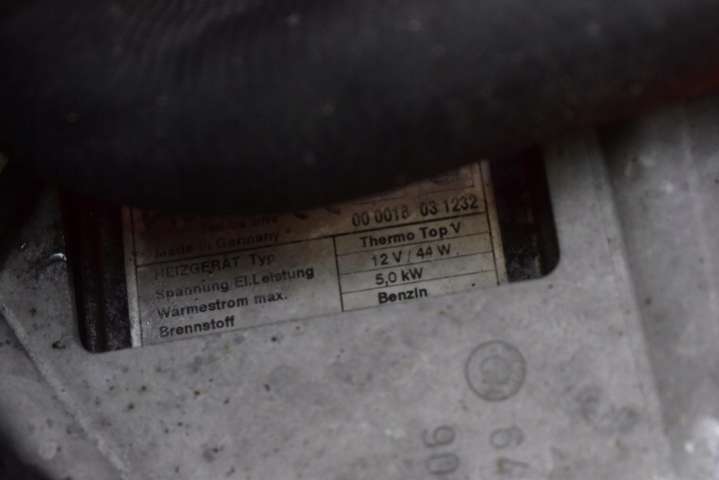 00 0018 03 1232
Made in Germany
HEIZGERÄT Typ Thermo Top V
Spannung El.Leistung 12 V / 44 W
Wärmestrom max. 5,0 kW
Brennstoff Benzin